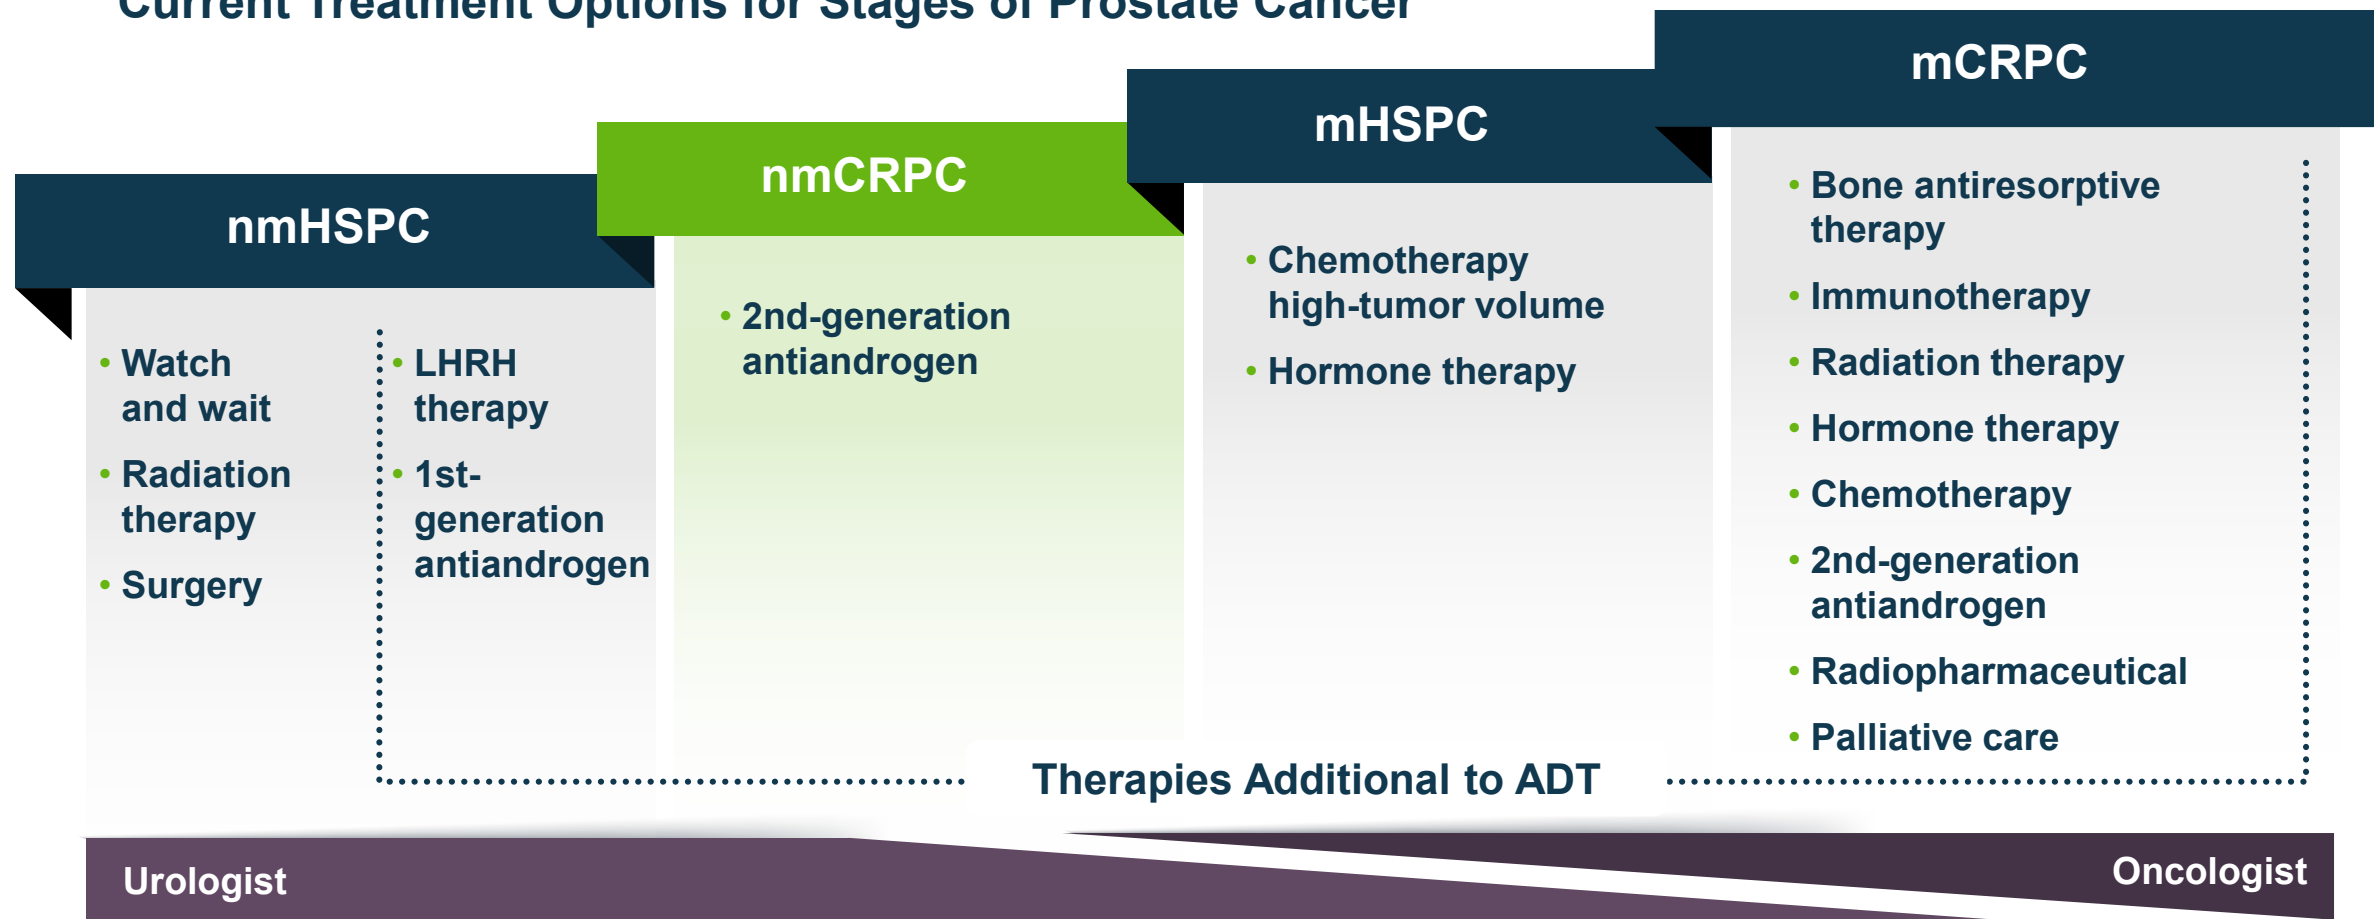 Current Treatment Options for Stages of Prostate Cancer
nmHSPC
• Watch
and wait
• Radiation
therapy
• Surgery
• LHRH
therapy
• 1st-
generation
antiandrogen
nmCRPC
• 2nd-generation
antiandrogen
mHSPC
• Chemotherapy
high-tumor volume
• Hormone therapy
mCRPC
• Bone antiresorptive
therapy
• Immunotherapy
• Radiation therapy
• Hormone therapy
• Chemotherapy
• 2nd-generation
antiandrogen
• Radiopharmaceutical
• Palliative care
Therapies Additional to ADT
Urologist
Oncologist